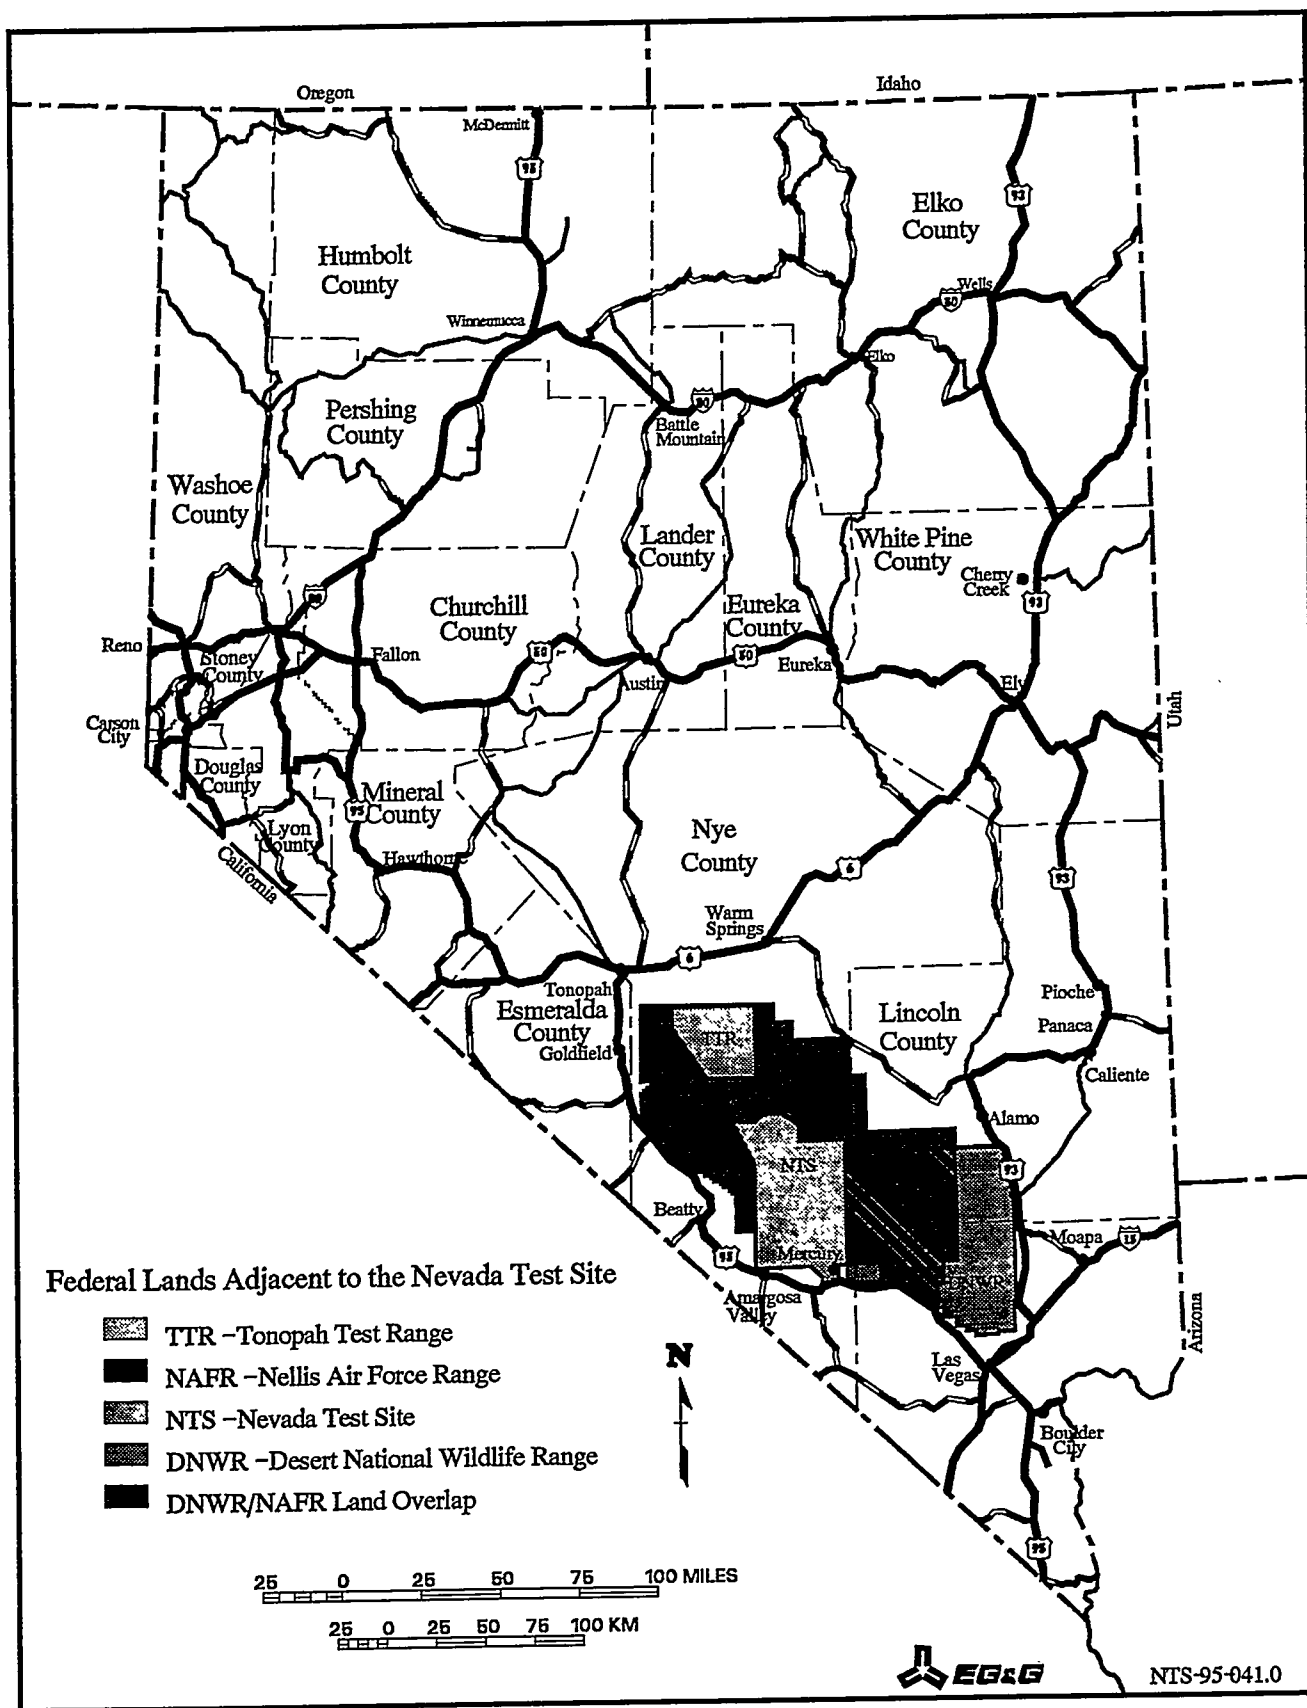 Oregon
Idaho
McDermitt
95
93
Elko
County
Humbolt
County
Wells
80
Winnemucca
Elko
80
Pershing
County
Battle
Mountain
Washoe
County
Lander
County
White Pine
County
Cherry
Creek
93
80
Churchill
County
Eureka
County
Reno
Stoney
County
Fallon
50
50
Eureka
Austin
Ely
Utah
Carson
City
Douglas
County
Mineral
County
95
Lyon
County
Hawthorne
California
Nye
County
6
93
Warm
Springs
6
Tonopah
Esmeralda
County
Goldfield
TTR
Lincoln
County
Pioche
Panaca
Caliente
Alamo
NTS
93
Beatty
95
Mercury
Moapa
15
DNWR
Amargosa
Valley
Arizona
Las
Vegas
Boulder
City
95
Federal Lands Adjacent to the Nevada Test Site
TTR –Tonopah Test Range
NAFR –Nellis Air Force Range
NTS –Nevada Test Site
DNWR –Desert National Wildlife Range
DNWR/NAFR Land Overlap
N
25 0 25 50 75 100 MILES
25 0 25 50 75 100 KM
EG&G
NTS-95-041.0